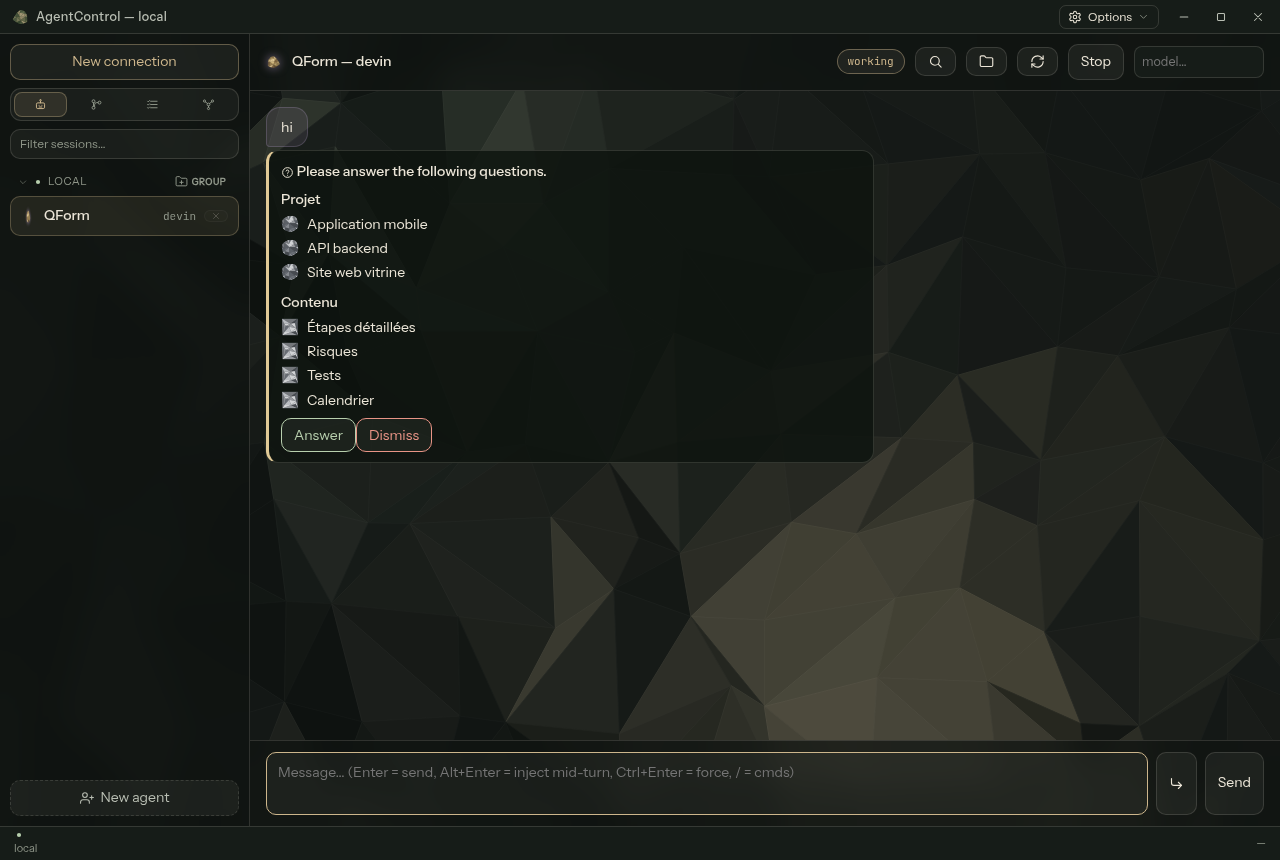 AgentControl — local
Options
New connection
Filter sessions...
LOCAL
GROUP
QForm
devin
New agent
QForm — devin
working
Stop
model...
hi
Please answer the following questions.
Projet
Application mobile
API backend
Site web vitrine
Contenu
Étapes détaillées
Risques
Tests
Calendrier
Answer
Dismiss
Message... (Enter = send, Alt+Enter = inject mid-turn, Ctrl+Enter = force, / = cmds)
Send
local